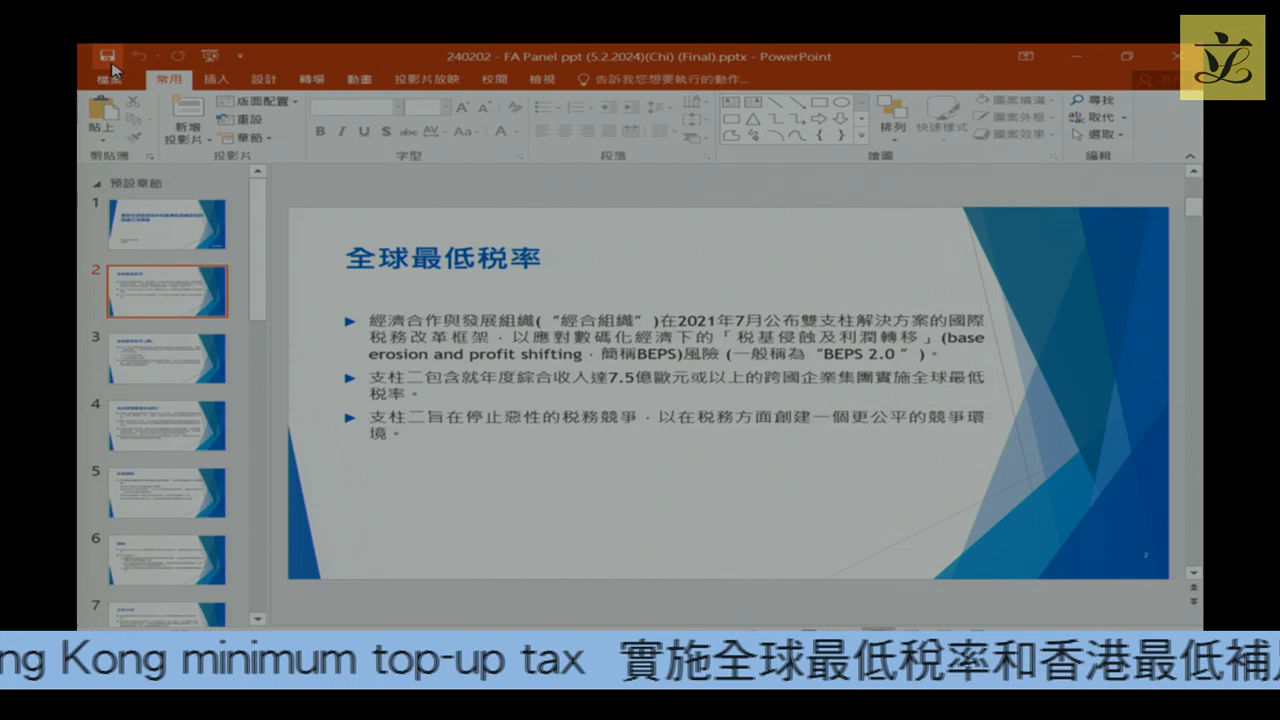 240202 - FA Panel ppt (5.2.2024)(Chi) (Final).pptx - PowerPoint
檔案 常用 插入 設計 轉場 動畫 投影片放映 校閱 檢視 告訴我您想要執行的動作...
貼上
新增
投影片
版面配置
重設
章節
B I U S abc AV Aa A
排列
快速樣式
圖案填滿
圖案外框
圖案效果
尋找
取代
選取
剪貼簿 投影片 字型 段落 繪圖 編輯
預設章節
1
2
3
4
5
6
7
全球最低税率
經濟合作與發展組織(“經合組織”)在2021年7月公布雙支柱解決方案的國際
税務改革框架，以應對數碼化經濟下的「税基侵蝕及利潤轉移」(base
erosion and profit shifting，簡稱BEPS)風險 (一般稱為“BEPS 2.0 ” )。
支柱二包含就年度綜合收入達7.5億歐元或以上的跨國企業集團實施全球最低
税率。
支柱二旨在停止惡性的税務競爭，以在税務方面創建一個更公平的競爭環
境。
2
立
ng Kong minimum top-up tax 實施全球最低稅率和香港最低補